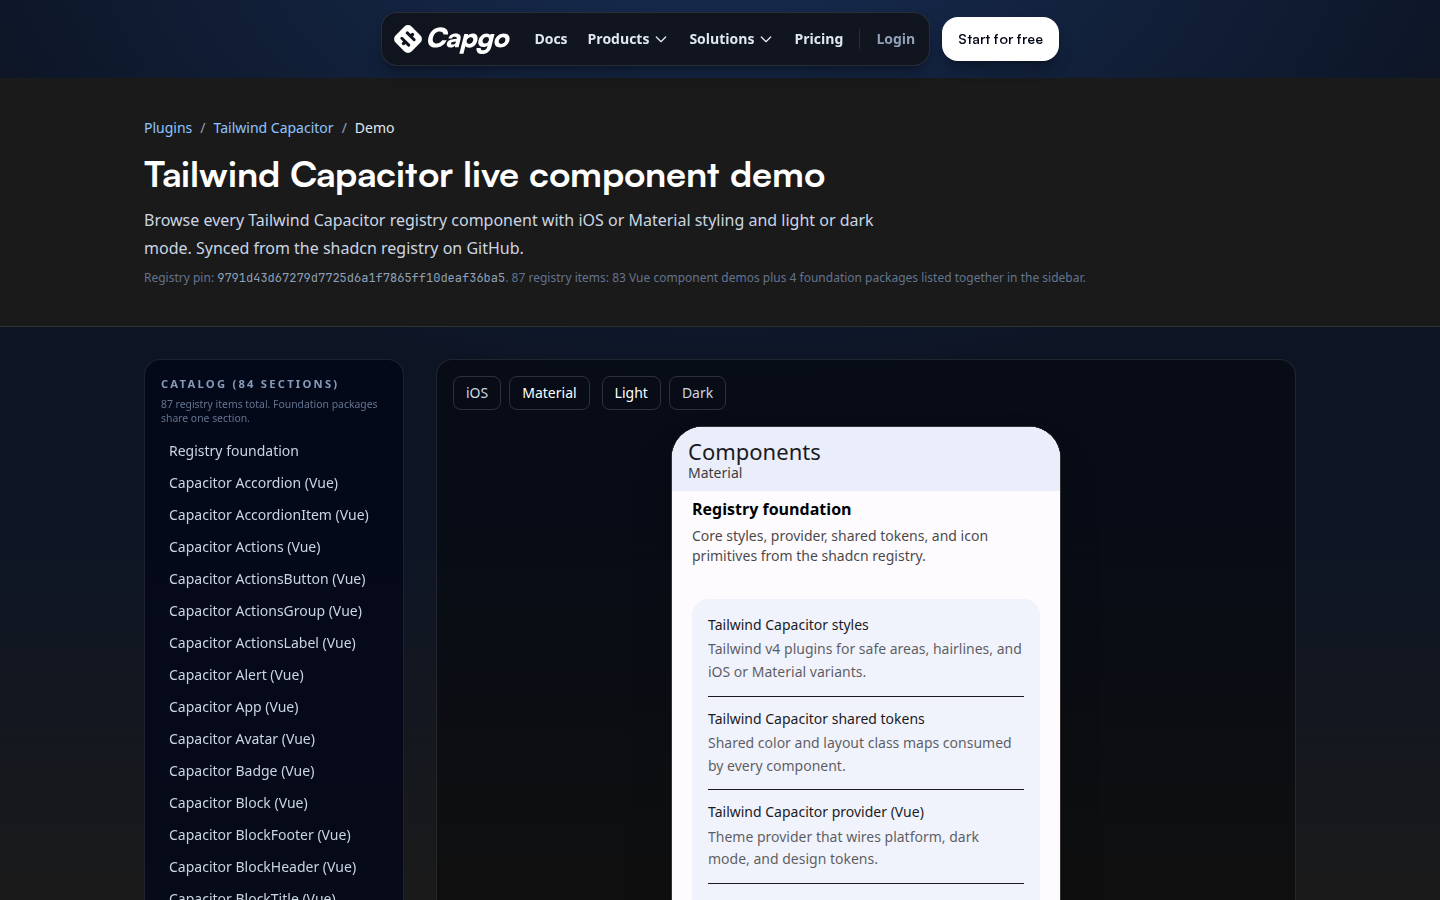 Capgo Docs Products Solutions Pricing Login Start for free
Plugins / Tailwind Capacitor / Demo
Tailwind Capacitor live component demo
Browse every Tailwind Capacitor registry component with iOS or Material styling and light or dark
mode. Synced from the shadcn registry on GitHub.
Registry pin: 9791d43d67279d7725d6a1f7865ff10deaf36ba5. 87 registry items: 83 Vue component demos plus 4 foundation packages listed together in the sidebar.
CATALOG (84 SECTIONS)
87 registry items total. Foundation packages
share one section.
Registry foundation
Capacitor Accordion (Vue)
Capacitor AccordionItem (Vue)
Capacitor Actions (Vue)
Capacitor ActionsButton (Vue)
Capacitor ActionsGroup (Vue)
Capacitor ActionsLabel (Vue)
Capacitor Alert (Vue)
Capacitor App (Vue)
Capacitor Avatar (Vue)
Capacitor Badge (Vue)
Capacitor Block (Vue)
Capacitor BlockFooter (Vue)
Capacitor BlockHeader (Vue)
Capacitor BlockTitle (Vue)
iOS Material Light Dark
Components
Material
Registry foundation
Core styles, provider, shared tokens, and icon
primitives from the shadcn registry.
Tailwind Capacitor styles
Tailwind v4 plugins for safe areas, hairlines, and
iOS or Material variants.
Tailwind Capacitor shared tokens
Shared color and layout class maps consumed
by every component.
Tailwind Capacitor provider (Vue)
Theme provider that wires platform, dark
mode, and design tokens.